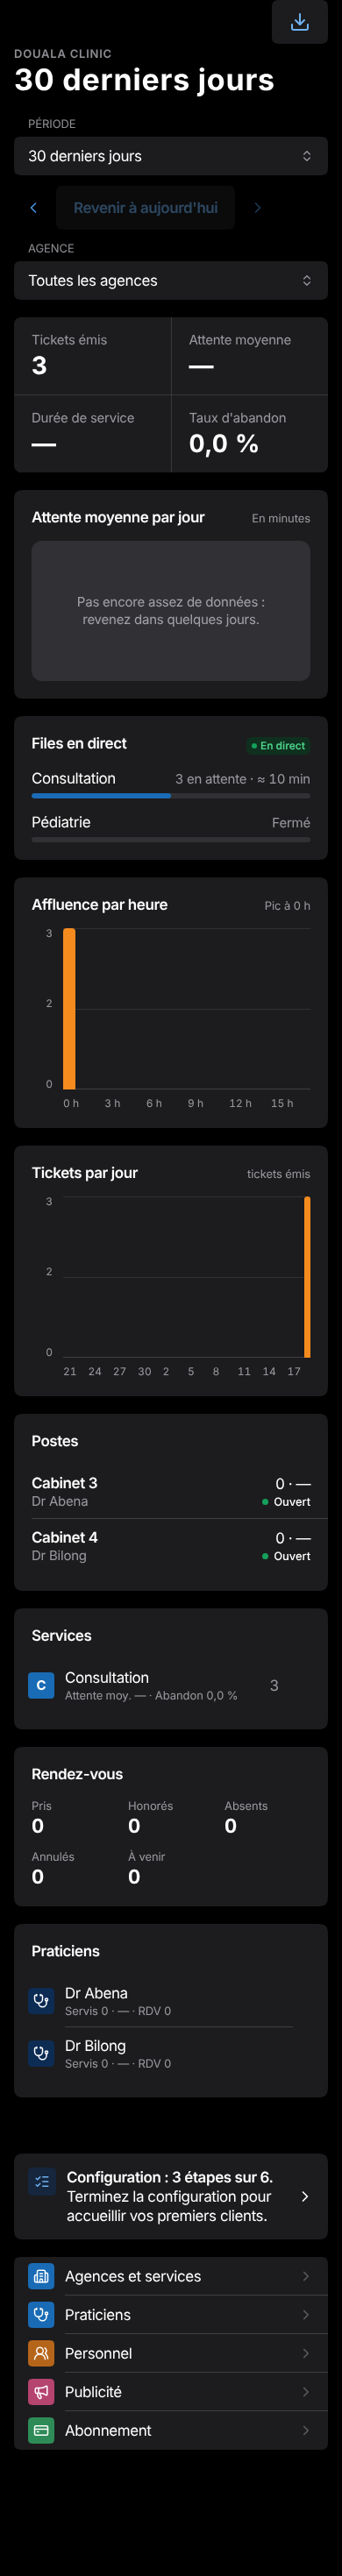 DOUALA CLINIC
30 derniers jours
PÉRIODE
30 derniers jours
Revenir à aujourd'hui
AGENCE
Toutes les agences
Tickets émis
3
Attente moyenne
—
Durée de service
—
Taux d'abandon
0,0 %
Attente moyenne par jour
En minutes
Pas encore assez de données :
revenez dans quelques jours.
Files en direct
En direct
Consultation
3 en attente · ≈ 10 min
Pédiatrie
Fermé
Affluence par heure
Pic à 0 h
3
2
0
0 h 3 h 6 h 9 h 12 h 15 h
Tickets par jour
tickets émis
3
2
0
21 24 27 30 2 5 8 11 14 17
Postes
Cabinet 3
0 · —
Dr Abena
Ouvert
Cabinet 4
0 · —
Dr Bilong
Ouvert
Services
C
Consultation
Attente moy. — · Abandon 0,0 %
3
Rendez-vous
Pris
0
Honorés
0
Absents
0
Annulés
0
À venir
0
Praticiens
Dr Abena
Servis 0 · — · RDV 0
Dr Bilong
Servis 0 · — · RDV 0
Configuration : 3 étapes sur 6.
Terminez la configuration pour
accueillir vos premiers clients.
Agences et services
Praticiens
Personnel
Publicité
Abonnement